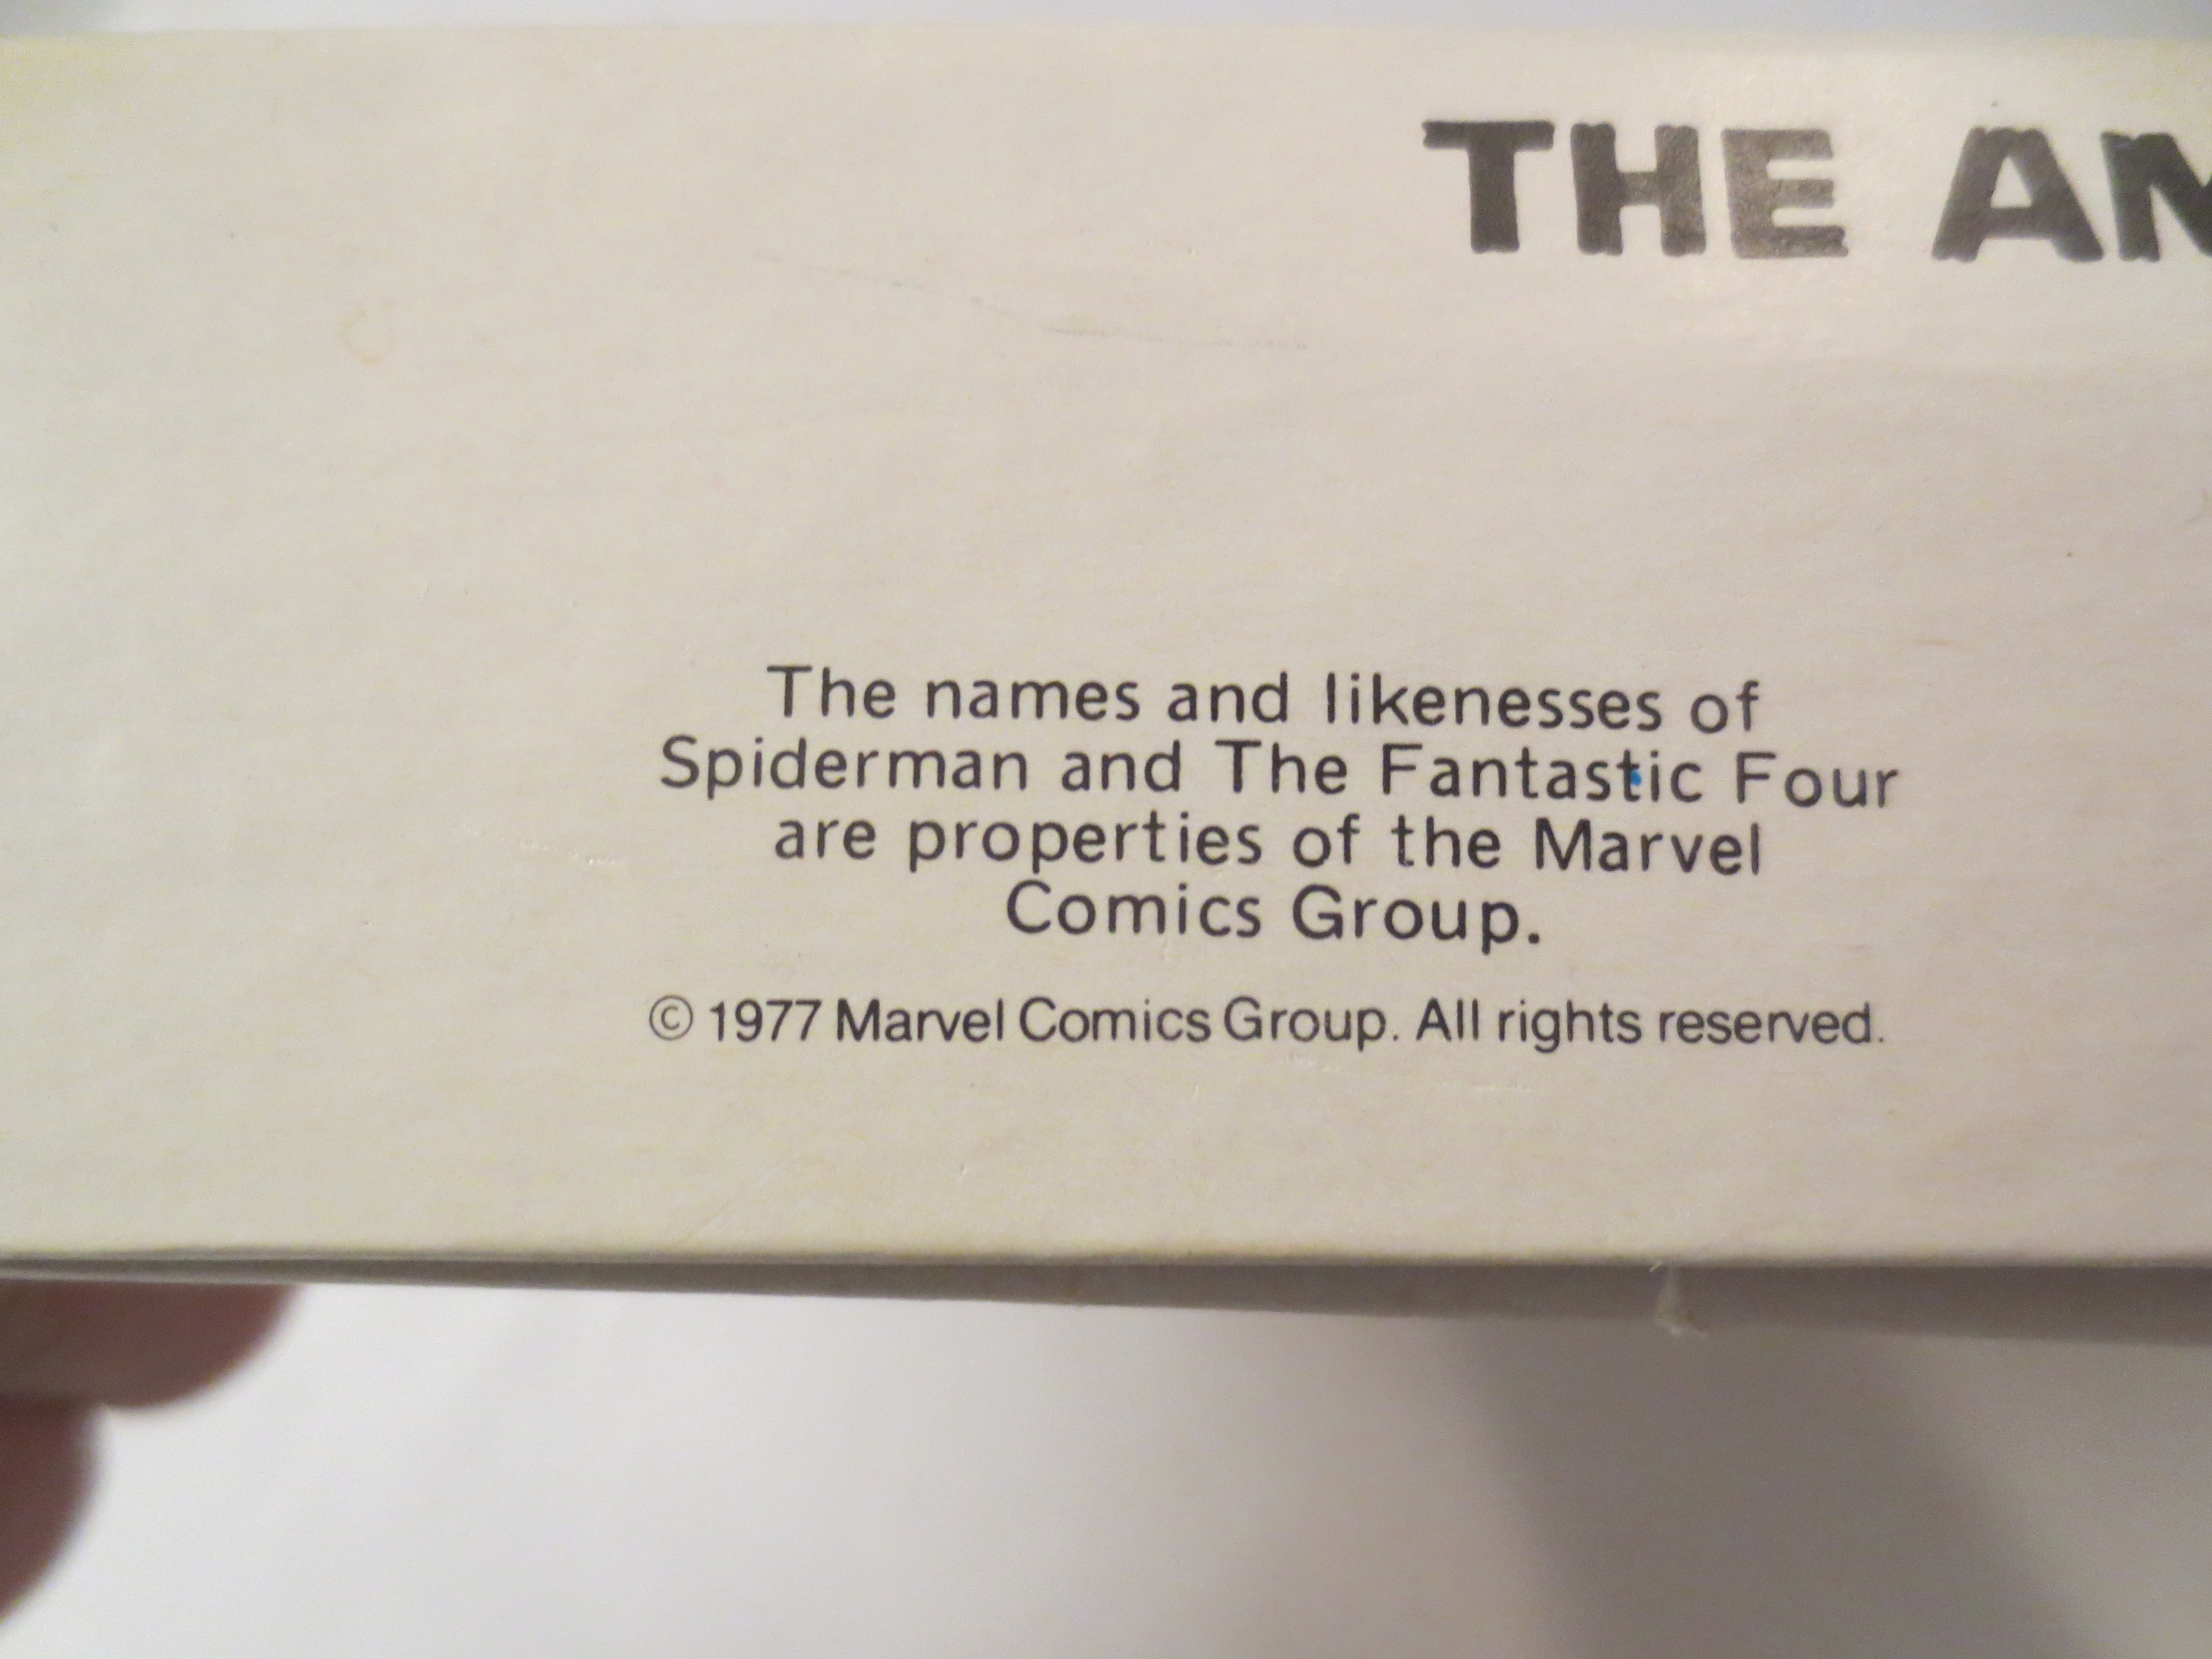 THE AM
The names and likenesses of
Spiderman and The Fantastic Four
are properties of the Marvel
Comics Group.
© 1977 Marvel Comics Group. All rights reserved.